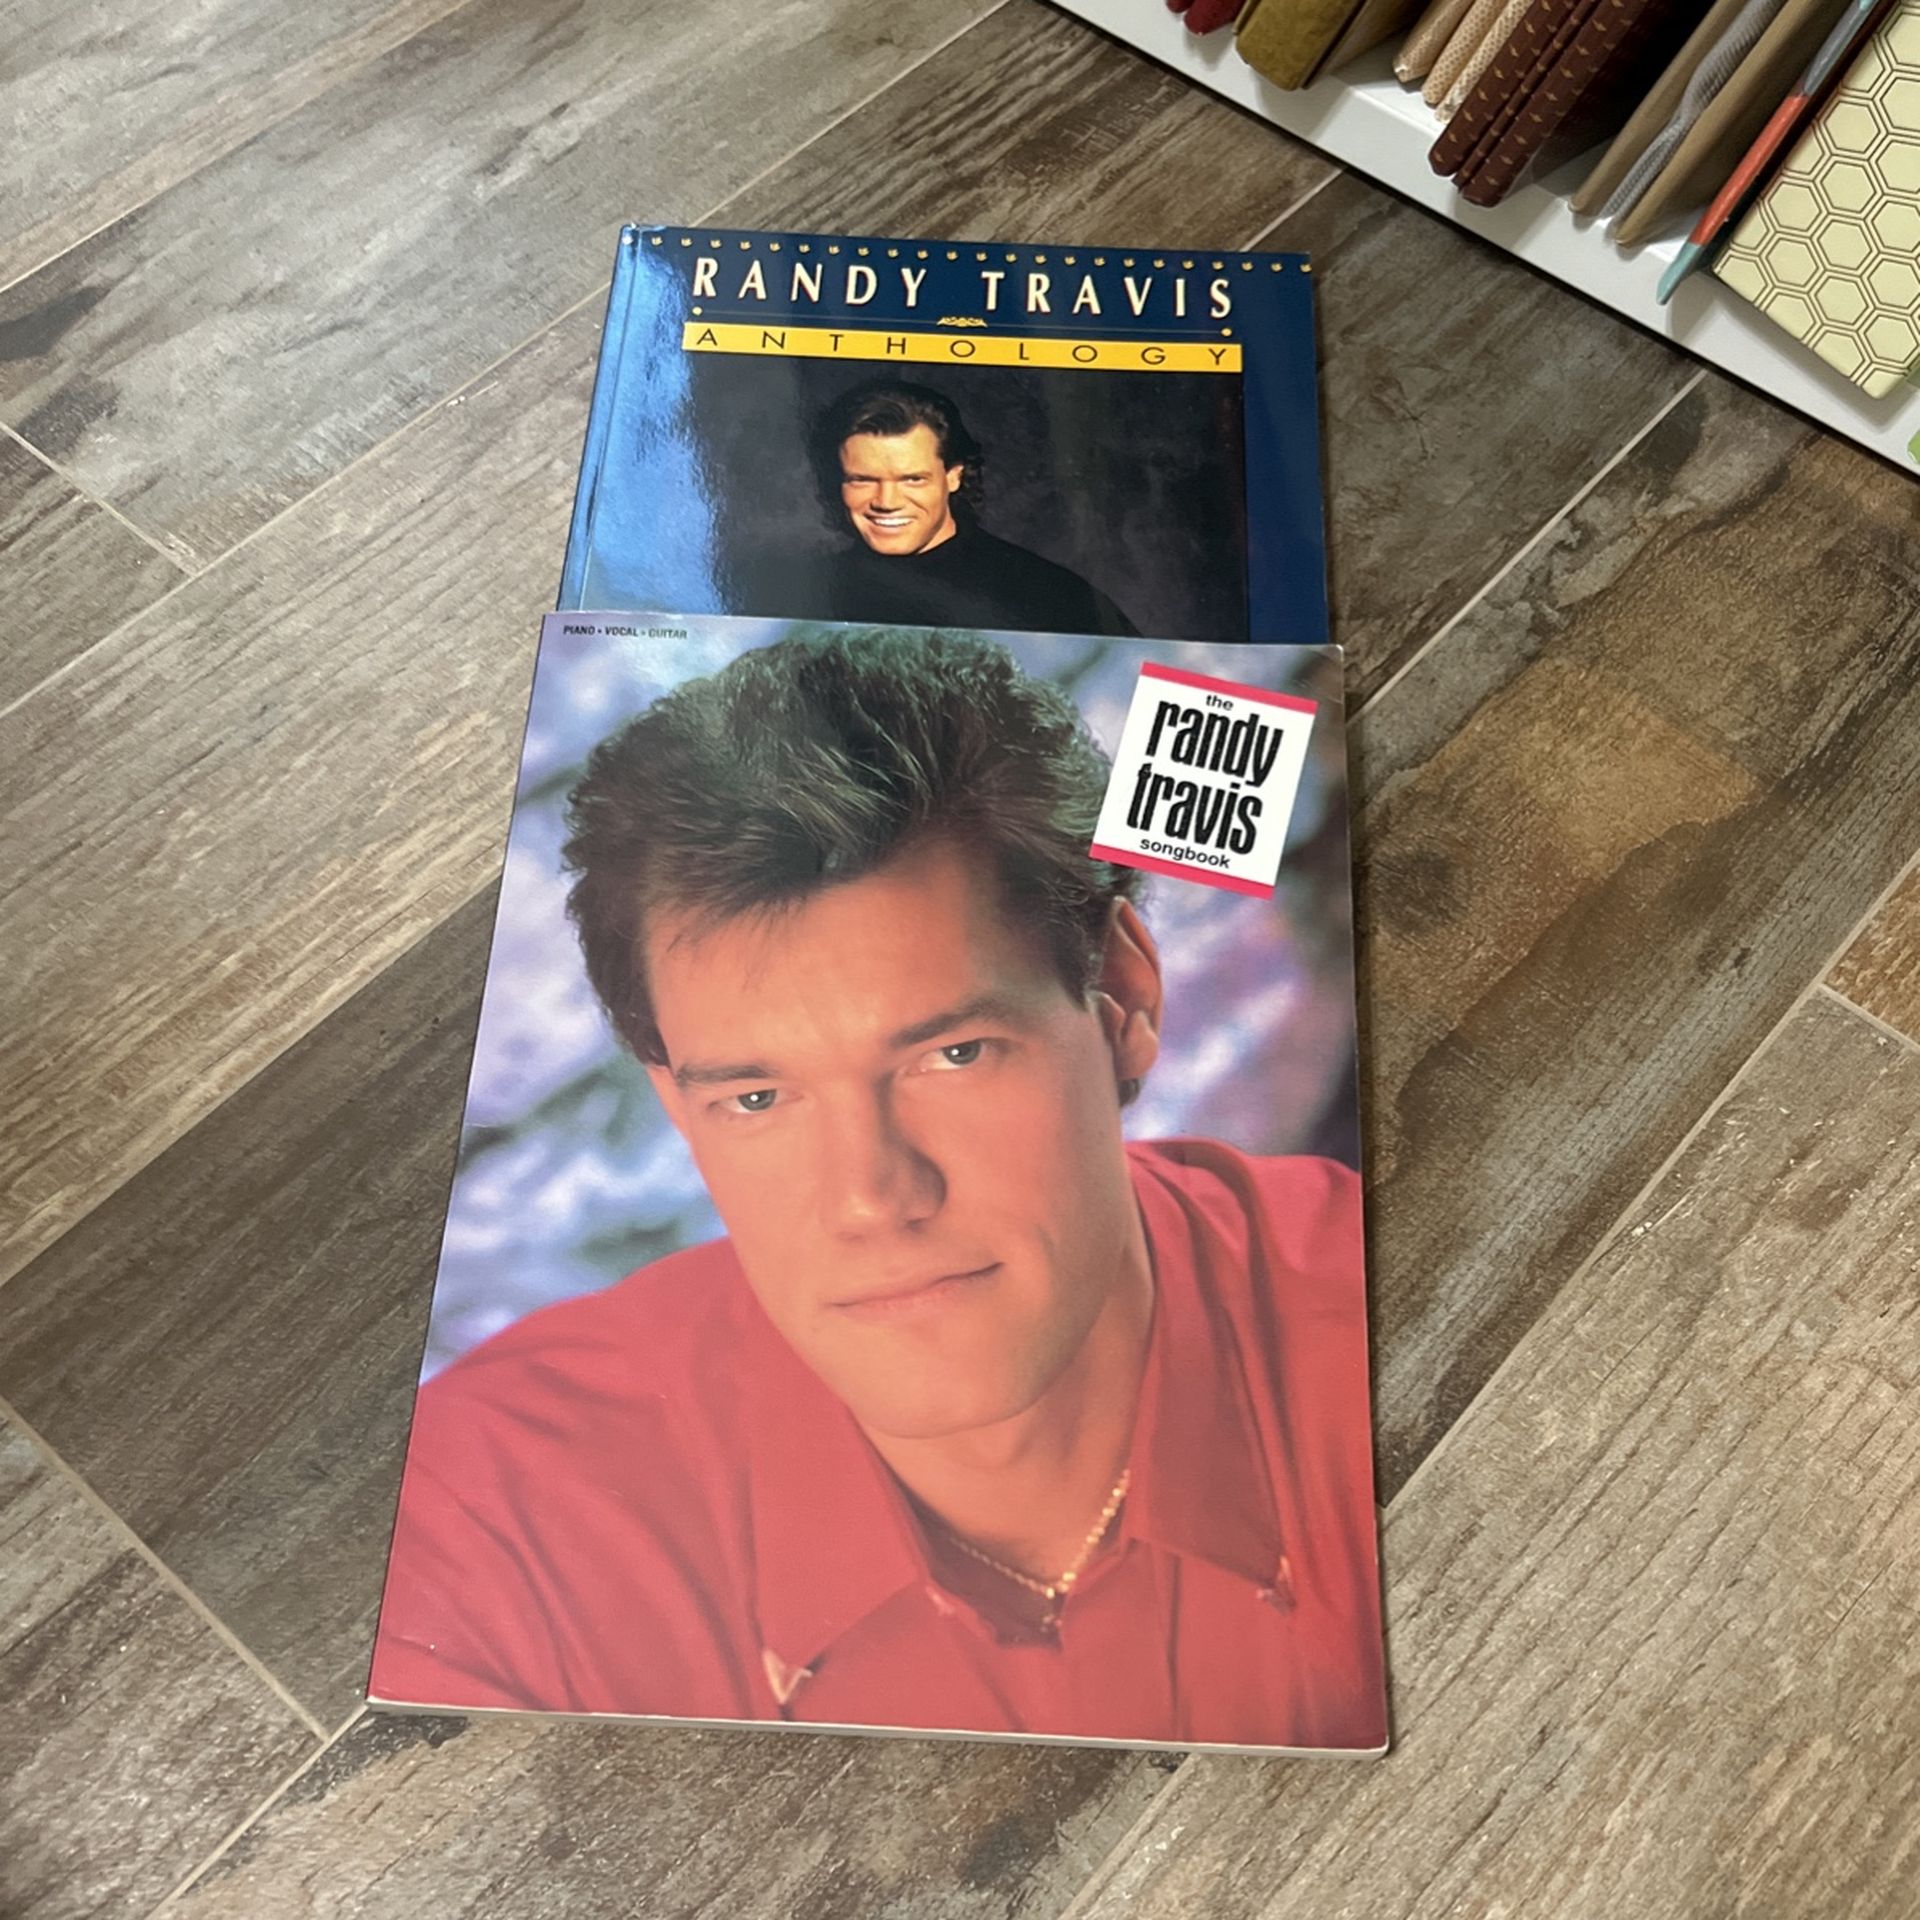 RANDY TRAVIS
ANTHOLOGY
PIANO • VOCAL • GUITAR
the
randy
travis
songbook